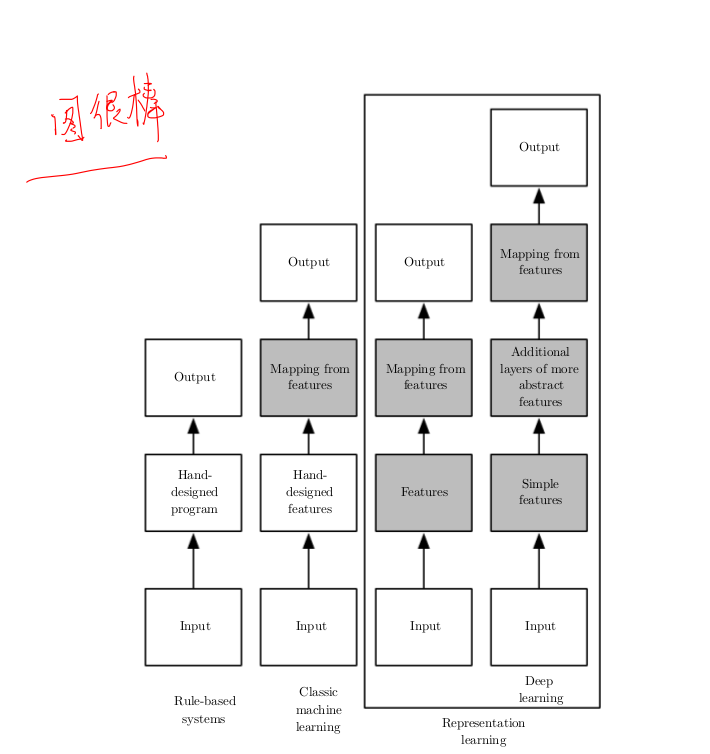 图很棒
Output
Output
Output
Mapping from
features
Output
Mapping from
features
Mapping from
features
Additional
layers of more
abstract
features
Hand-
designed
program
Hand-
designed
features
Features
Simple
features
Input
Input
Input
Input
Rule-based
systems
Classic
machine
learning
Deep
learning
Representation
learning